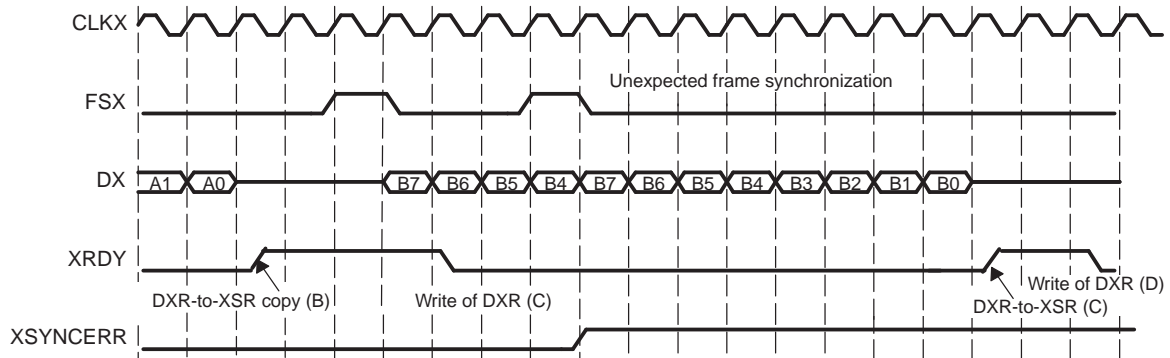 CLKX
Unexpected frame synchronization
FSX
DX A1 A0 B7 B6 B5 B4 B7 B6 B5 B4 B3 B2 B1 B0
XRDY
DXR-to-XSR copy (B)
Write of DXR (C)
Write of DXR (D)
DXR-to-XSR (C)
XSYNCERR